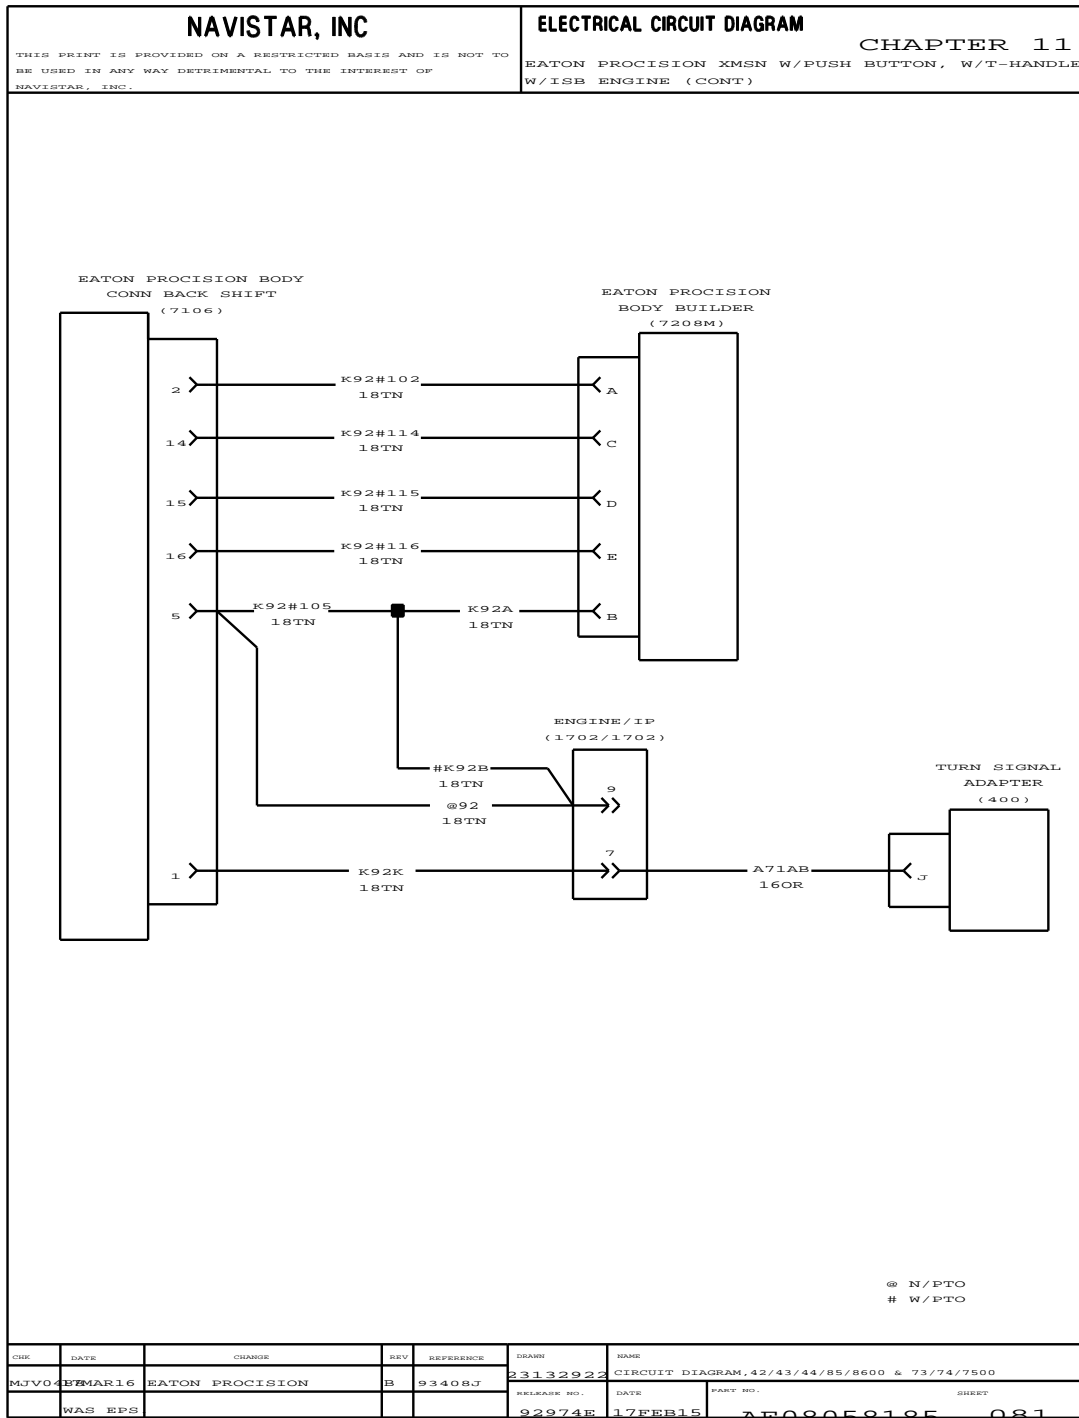 NAVISTAR, INC
THIS PRINT IS PROVIDED ON A RESTRICTED BASIS AND IS NOT TO
BE USED IN ANY WAY DETRIMENTAL TO THE INTEREST OF
NAVISTAR, INC.
ELECTRICAL CIRCUIT DIAGRAM
CHAPTER 11
EATON PROCISION XMSN W/PUSH BUTTON, W/T-HANDLE
W/ISB ENGINE (CONT)
EATON PROCISION BODY
CONN BACK SHIFT
(7106)
EATON PROCISION
BODY BUILDER
(7208M)
2
K92#102
18TN
A
14
K92#114
18TN
C
15
K92#115
18TN
D
16
K92#116
18TN
E
5
K92#105
18TN
K92A
18TN
B
ENGINE/IP
(1702/1702)
#K92B
18TN
9
@92
18TN
TURN SIGNAL
ADAPTER
(400)
1
K92K
18TN
7
A71AB
16OR
J
@ N/PTO
# W/PTO
CHK
DATE
CHANGE
REV
REFERENCE
DRAWN
NAME
EATON PROCISION
B
93408J
23132922
CIRCUIT DIAGRAM,42/43/44/85/8600 & 73/74/7500
RELEASE NO.
DATE
PART NO.
SHEET
WAS EPS
92974E
17FEB15
AF08058185
081